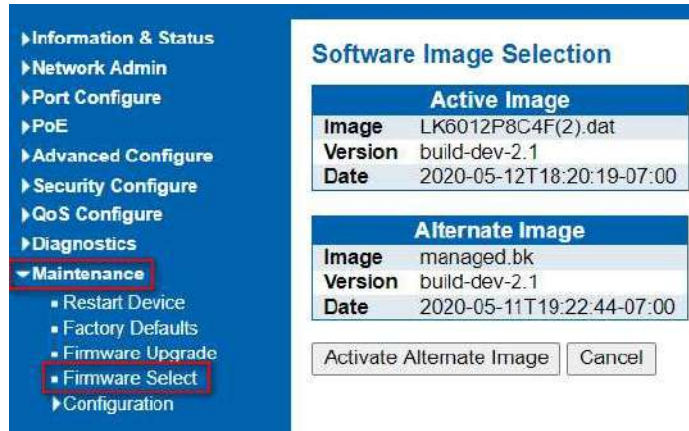 Information & Status
Network Admin
Port Configure
PoE
Advanced Configure
Security Configure
QoS Configure
Diagnostics
Maintenance
Restart Device
Factory Defaults
Firmware Upgrade
Firmware Select
Configuration
Software Image Selection
Active Image
Image LK6012P8C4F(2).dat
Version build-dev-2.1
Date 2020-05-12T18:20:19-07:00
Alternate Image
Image managed.bk
Version build-dev-2.1
Date 2020-05-11T19:22:44-07:00
Activate Alternate Image Cancel